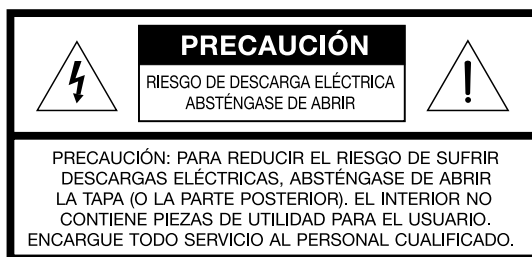 PRECAUCIÓN
RIESGO DE DESCARGA ELÉCTRICA
ABSTÉNGASE DE ABRIR
PRECAUCIÓN: PARA REDUCIR EL RIESGO DE SUFRIR
DESCARGAS ELÉCTRICAS, ABSTÉNGASE DE ABRIR
LA TAPA (O LA PARTE POSTERIOR). EL INTERIOR NO
CONTIENE PIEZAS DE UTILIDAD PARA EL USUARIO.
ENCARGUE TODO SERVICIO AL PERSONAL CUALIFICADO.